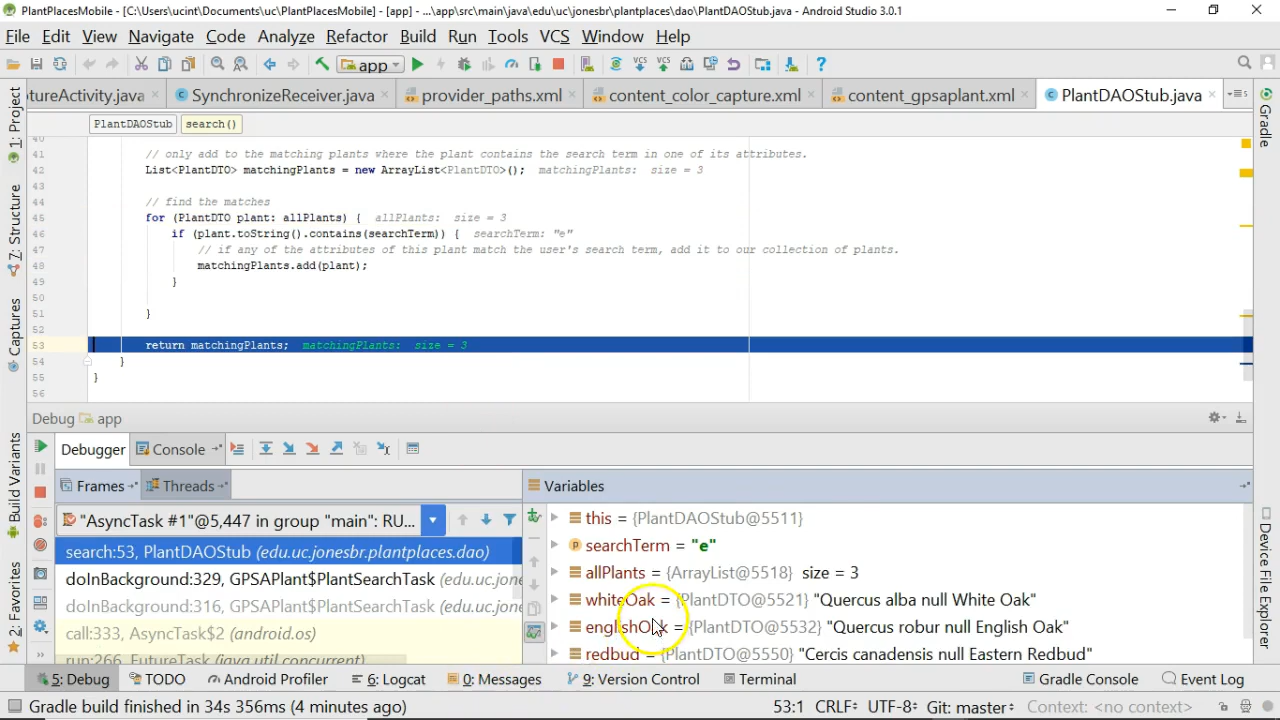 PlantPlacesMobile - [C:\Users\ucint\Documents\uc\PlantPlacesMobile] - [app] - ...\app\src\main\java\edu\uc\jonesbr\plantplaces\dao\PlantDAOStub.java - Android Studio 3.0.1
File Edit View Navigate Code Analyze Refactor Build Run Tools VCS Window Help
app
tureActivity.java SynchronizeReceiver.java provider_paths.xml content_color_capture.xml content_gpsaplant.xml PlantDAOStub.java
PlantDAOStub search()
40
41 // only add to the matching plants where the plant contains the search term in one of its attributes.
42 List<PlantDTO> matchingPlants = new ArrayList<PlantDTO>(); matchingPlants: size = 3
43
44 // find the matches
45 for (PlantDTO plant: allPlants) { allPlants: size = 3
46 if (plant.toString().contains(searchTerm)) { searchTerm: "e"
47 // if any of the attributes of this plant match the user's search term, add it to our collection of plants.
48 matchingPlants.add(plant);
49 }
50
51 }
52
53 return matchingPlants; matchingPlants: size = 3
54 }
55 }
56
1: Project
7: Structure
Captures
Build Variants
2: Favorites
Gradle
Device File Explorer
Debug app
Debugger Console
Frames Threads
Variables
"AsyncTask #1"@5,447 in group "main": RU...
search:53, PlantDAOStub (edu.uc.jonesbr.plantplaces.dao)
doInBackground:329, GPSAPlant$PlantSearchTask (edu.uc.jone
doInBackground:316, GPSAPlant$PlantSearchTask (edu.uc.jone
call:333, AsyncTask$2 (android.os)
run:266, FutureTask (java.util.concurrent)
this = {PlantDAOStub@5511}
searchTerm = "e"
allPlants = {ArrayList@5518} size = 3
whiteOak = {PlantDTO@5521} "Quercus alba null White Oak"
englishOak = {PlantDTO@5532} "Quercus robur null English Oak"
redbud = {PlantDTO@5550} "Cercis canadensis null Eastern Redbud"
5: Debug TODO Android Profiler 6: Logcat 0: Messages 9: Version Control Terminal Gradle Console Event Log
Gradle build finished in 34s 356ms (4 minutes ago) 53:1 CRLF UTF-8 Git: master Context: <no context>